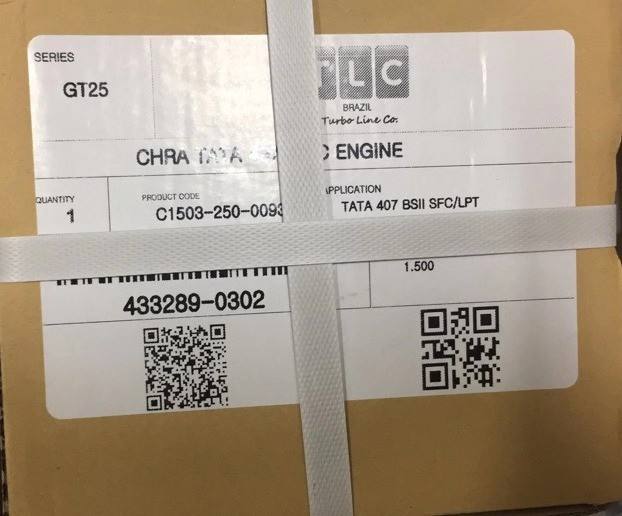 SERIES
GT25
TLC
BRAZIL
Turbo Line Co.
CHRA TATA C ENGINE
QUANTITY
1
PRODUCT CODE
C1503-250-0093
APPLICATION
TATA 407 BSII SFC/LPT
1.500
433289-0302